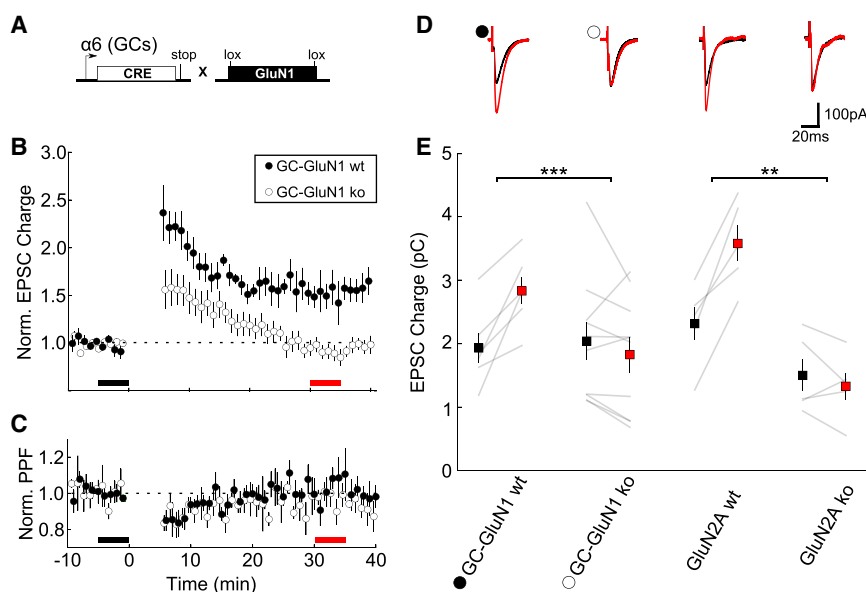 A
α6 (GCs)
stop
lox
lox
CRE
x
GluN1
B
Norm. EPSC Charge
3.0
2.5
2.0
1.5
1.0
GC-GluN1 wt
GC-GluN1 ko
C
Norm. PPF
1.2
1.0
0.8
-10
0
10
20
30
40
Time (min)
D
100pA
20ms
E
EPSC Charge (pC)
5
4
3
2
1
0
***
**
GC-GluN1 wt
GC-GluN1 ko
GluN2A wt
GluN2A ko